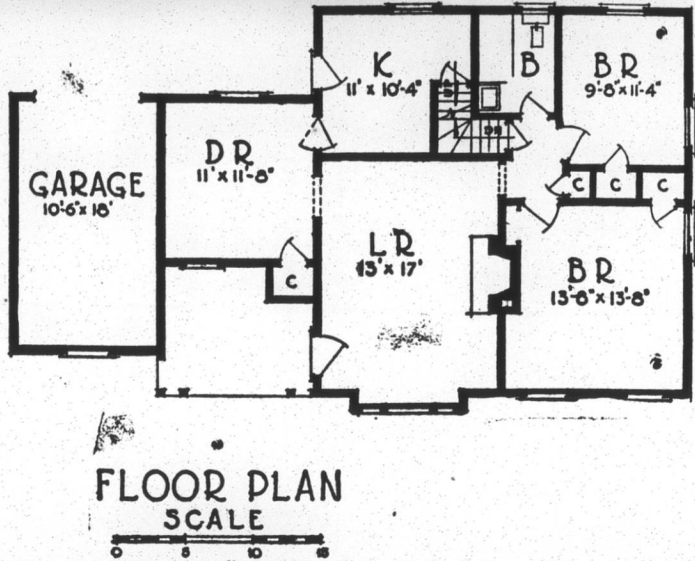 K
11' x 10'-4"
B
BR
9'-8" x 11'-4"
DR
11' x 11'-8"
DN
GARAGE
10'-6" x 18'
C
C
C
LR
13' x 17'
BR
13'-8" x 13'-8"
C
FLOOR PLAN
SCALE
0 5 10 15